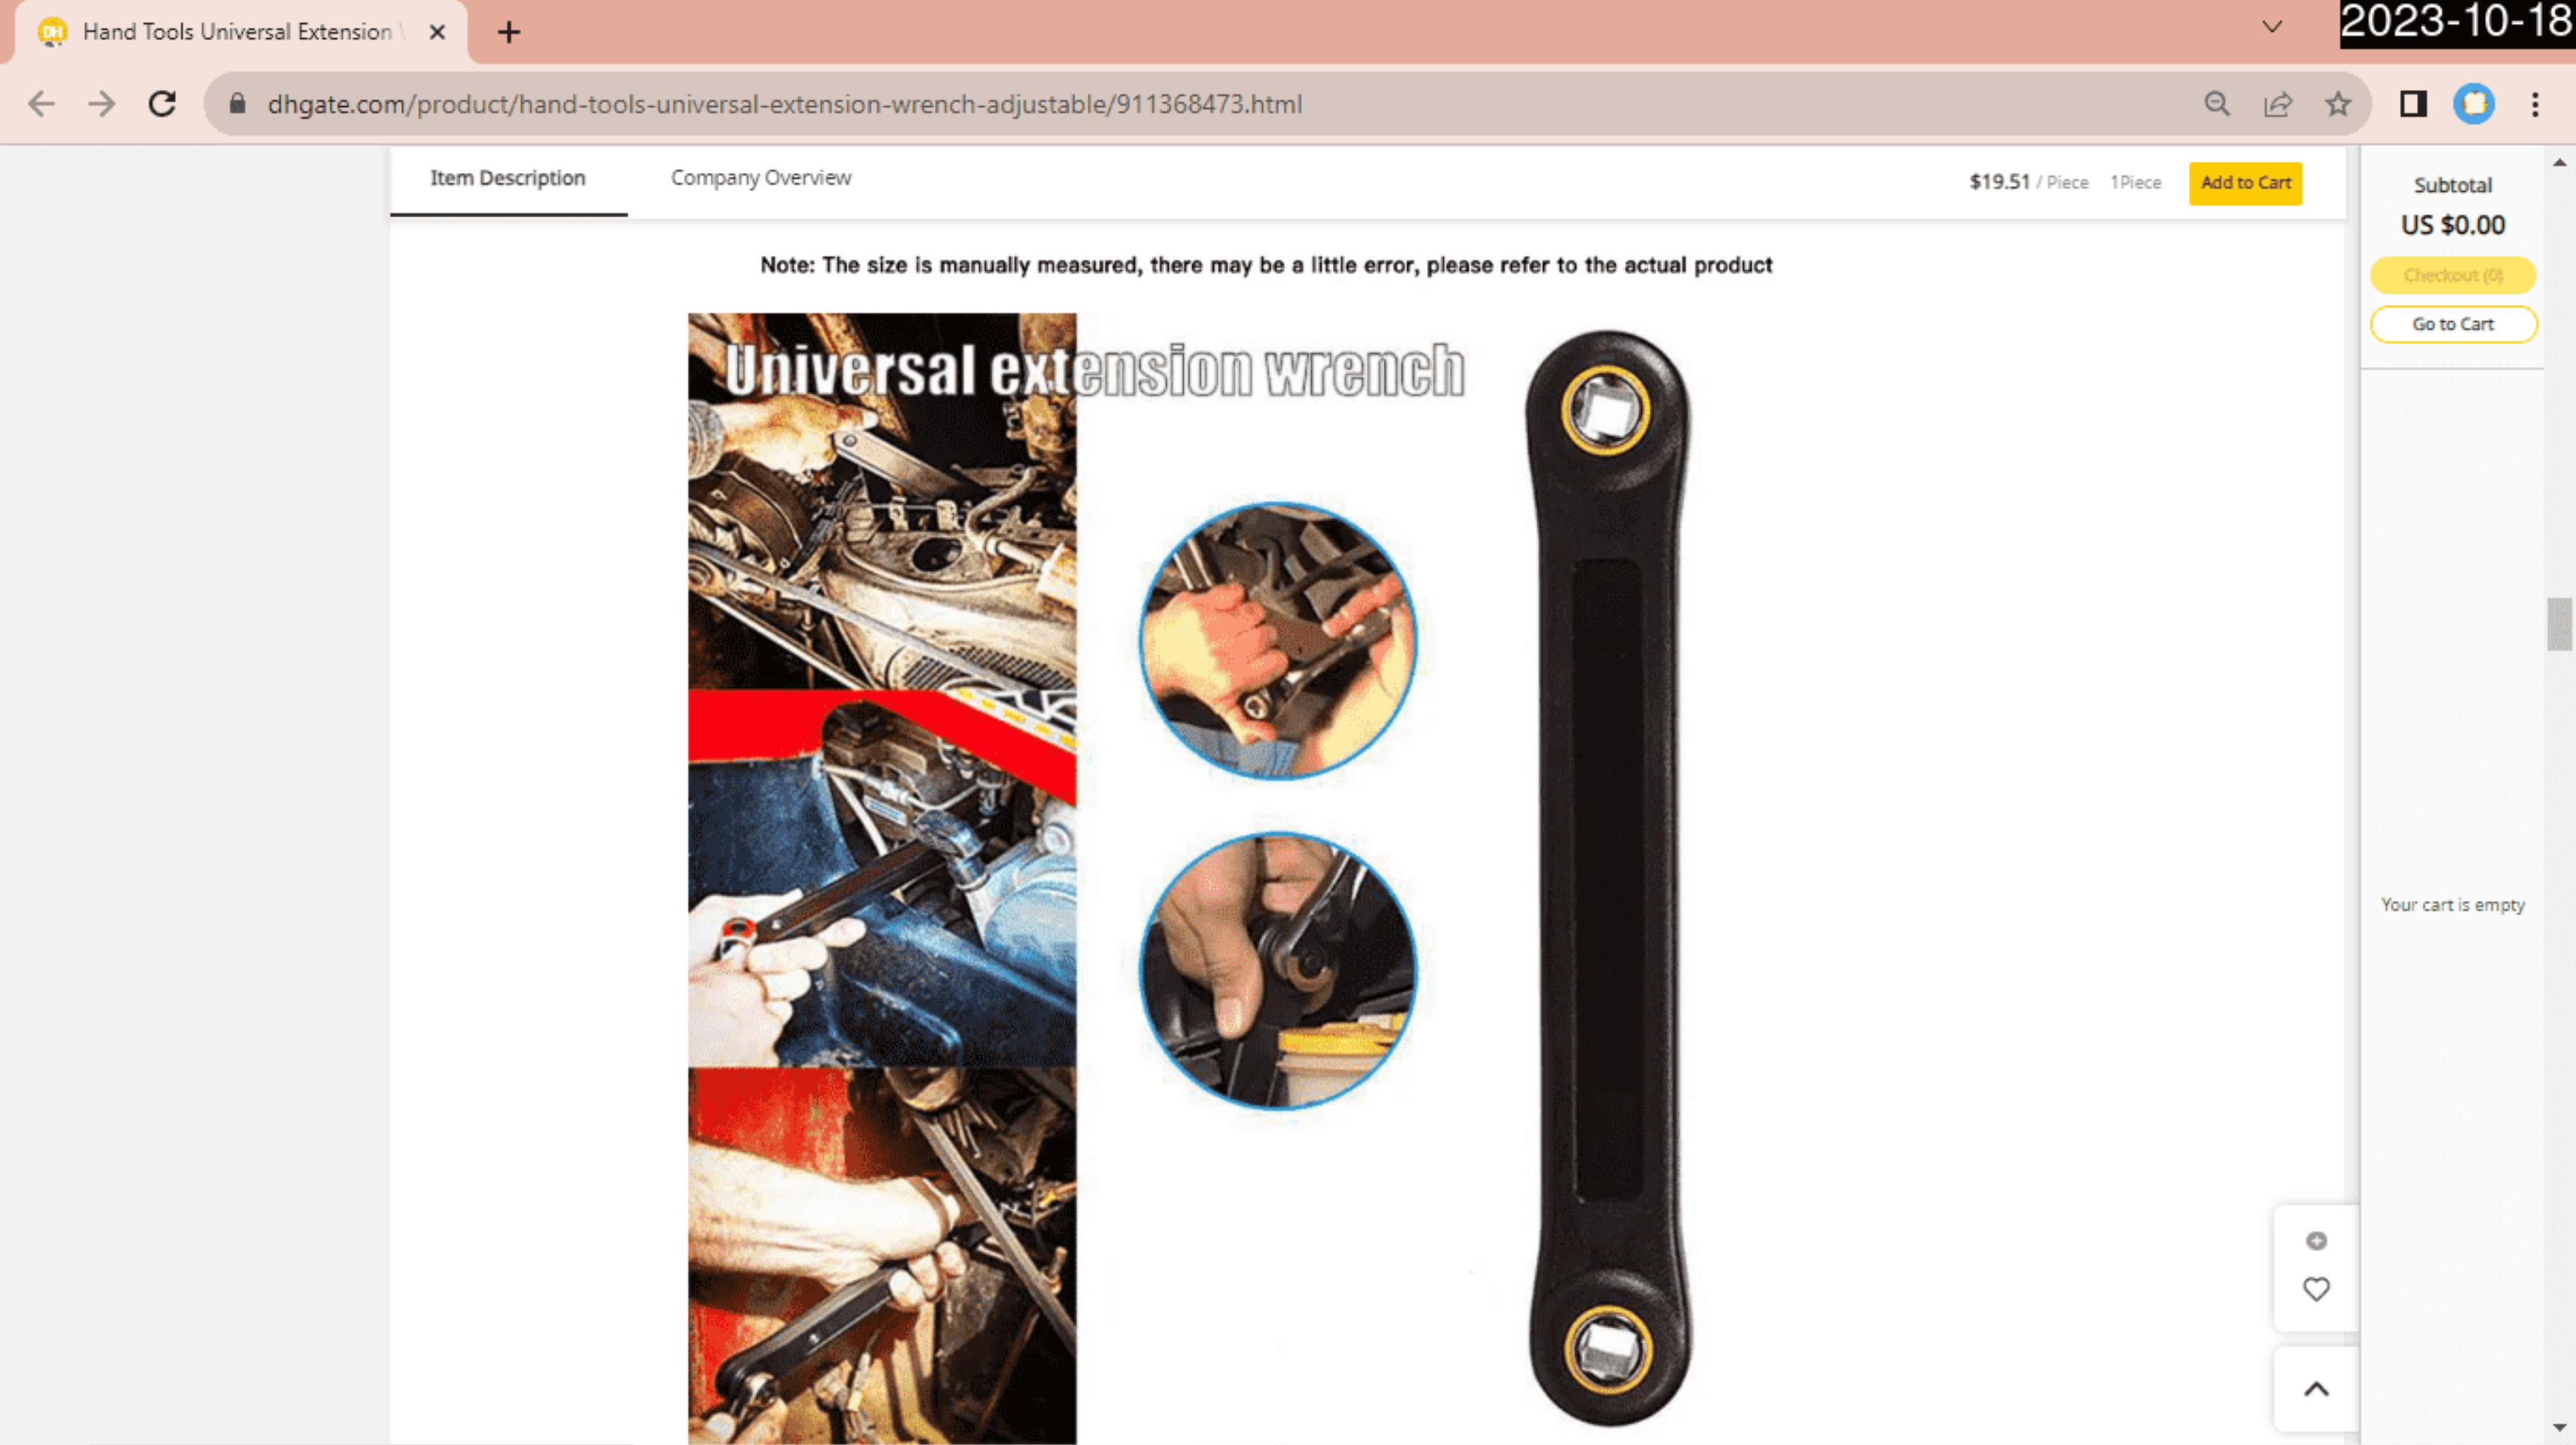 Hand Tools Universal Extension
2023-10-18
dhgate.com/product/hand-tools-universal-extension-wrench-adjustable/911368473.html
Item Description
Company Overview
$19.51 / Piece 1Piece
Add to Cart
Subtotal
US $0.00
Checkout (0)
Go to Cart
Note: The size is manually measured, there may be a little error, please refer to the actual product
Universal extension wrench
Your cart is empty